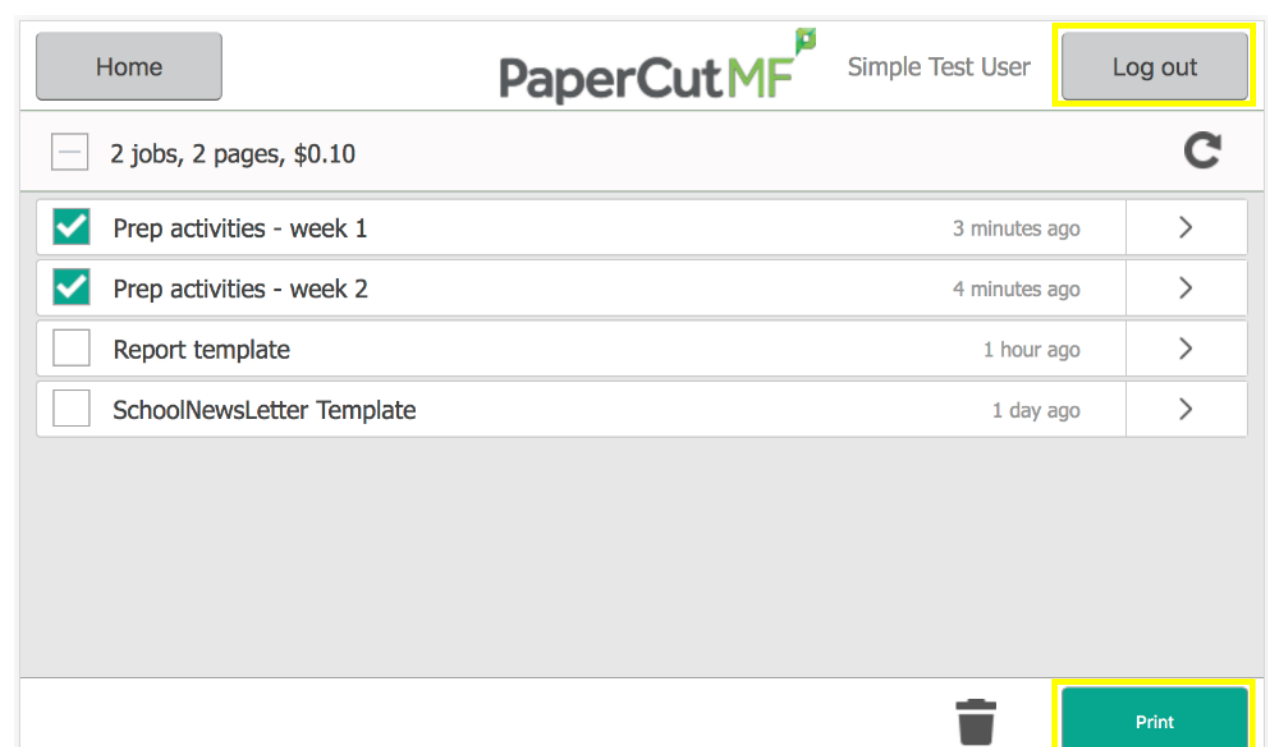 Home
PaperCutMF
Simple Test User
Log out
2 jobs, 2 pages, $0.10
Prep activities - week 1
3 minutes ago
Prep activities - week 2
4 minutes ago
Report template
1 hour ago
SchoolNewsLetter Template
1 day ago
Print